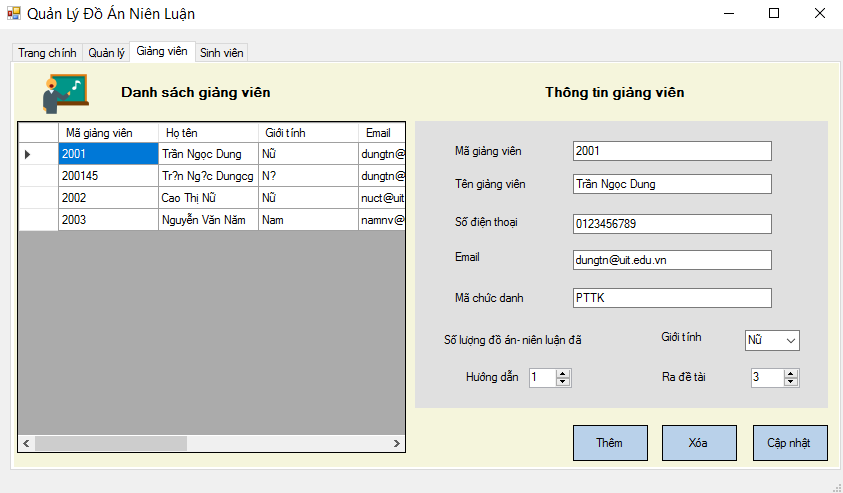 Quản Lý Đồ Án Niên Luận
Trang chính Quản lý Giảng viên Sinh viên
Danh sách giảng viên
Mã giảng viên Họ tên Giới tính Email
2001 Trần Ngọc Dung Nữ dungtn@
200145 Tr?n Ng?c Dungcg N? dungtn@
2002 Cao Thị Nữ Nữ nuct@uit
2003 Nguyễn Văn Năm Nam namnv@
Thông tin giảng viên
Mã giảng viên 2001
Tên giảng viên Trần Ngọc Dung
Số điện thoại 0123456789
Email dungtn@uit.edu.vn
Mã chức danh PTTK
Số lượng đồ án- niên luận đã Giới tính Nữ
Hướng dẫn 1 Ra đề tài 3
Thêm Xóa Cập nhật